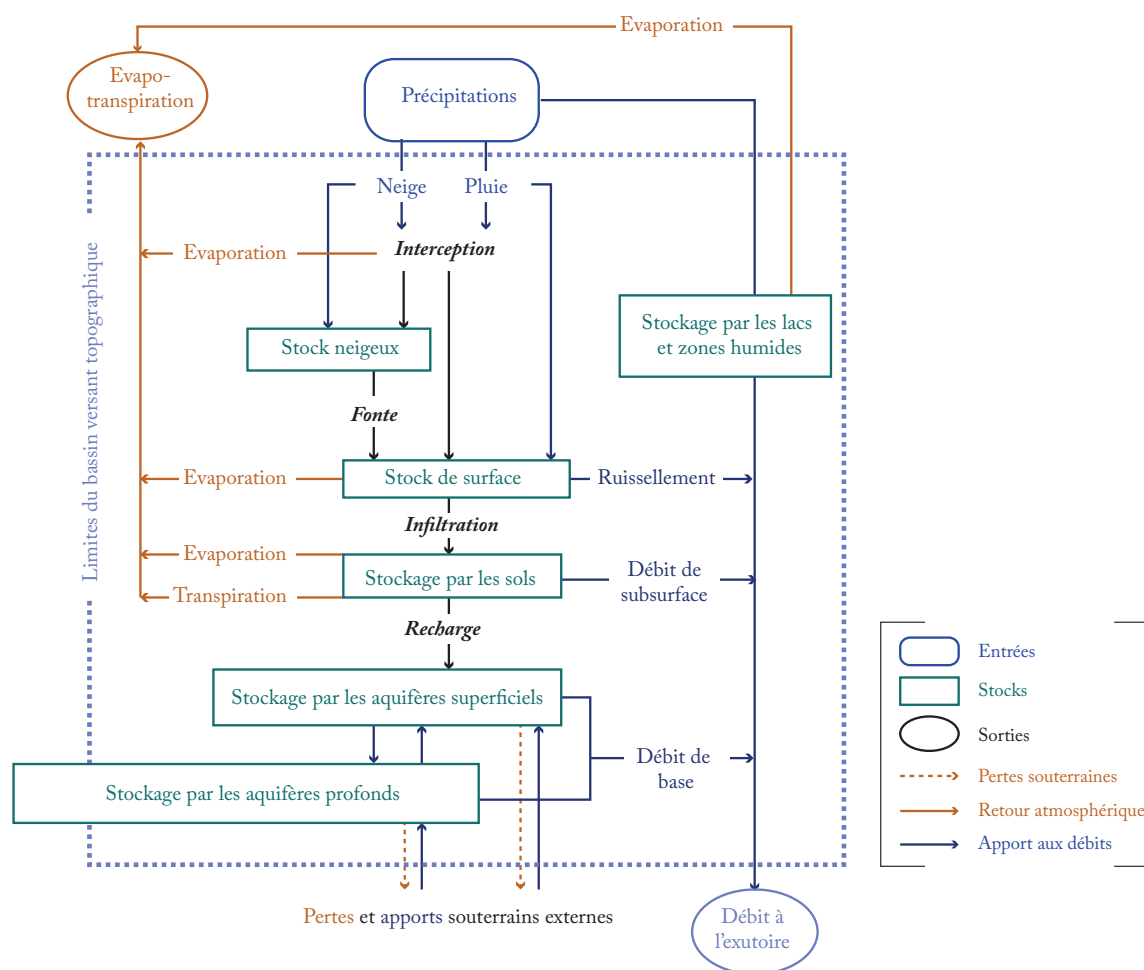 Evaporation
Evapo-
transpiration
Précipitations
Neige
Pluie
Evaporation
Interception
Limites du bassin versant topographique
Stockage par les lacs
et zones humides
Stock neigeux
Fonte
Evaporation
Stock de surface
Ruissellement
Infiltration
Evaporation
Stockage par les sols
Débit de
subsurface
Transpiration
Recharge
Stockage par les aquifères superficiels
Débit de
base
Stockage par les aquifères profonds
Pertes et apports souterrains externes
Débit à
l'exutoire
Entrées
Stocks
Sorties
Pertes souterraines
Retour atmosphérique
Apport aux débits